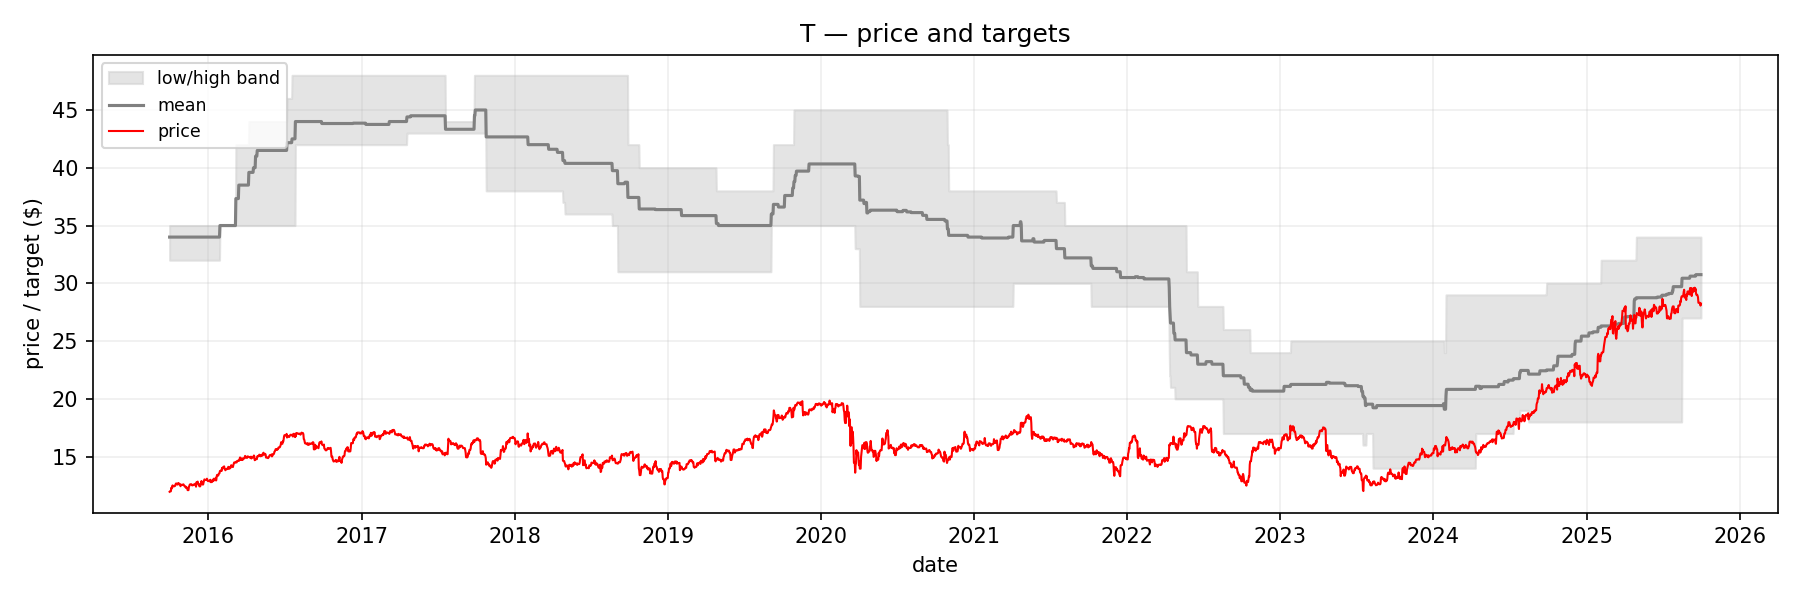 T — price and targets
low/high band
mean
price
price / target ($)
45
40
35
30
25
20
15
2016 2017 2018 2019 2020 2021 2022 2023 2024 2025 2026
date